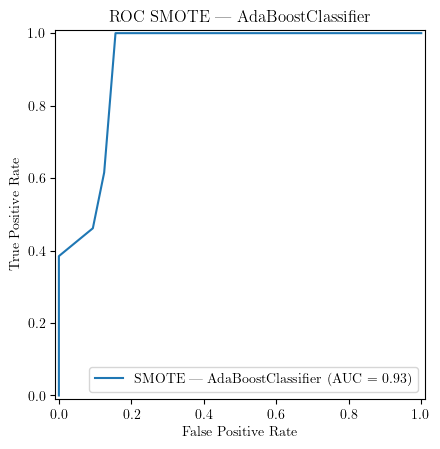 ROC SMOTE — AdaBoostClassifier
1.0
0.8
0.6
0.4
0.2
0.0
True Positive Rate
SMOTE — AdaBoostClassifier (AUC = 0.93)
0.0 0.2 0.4 0.6 0.8 1.0
False Positive Rate